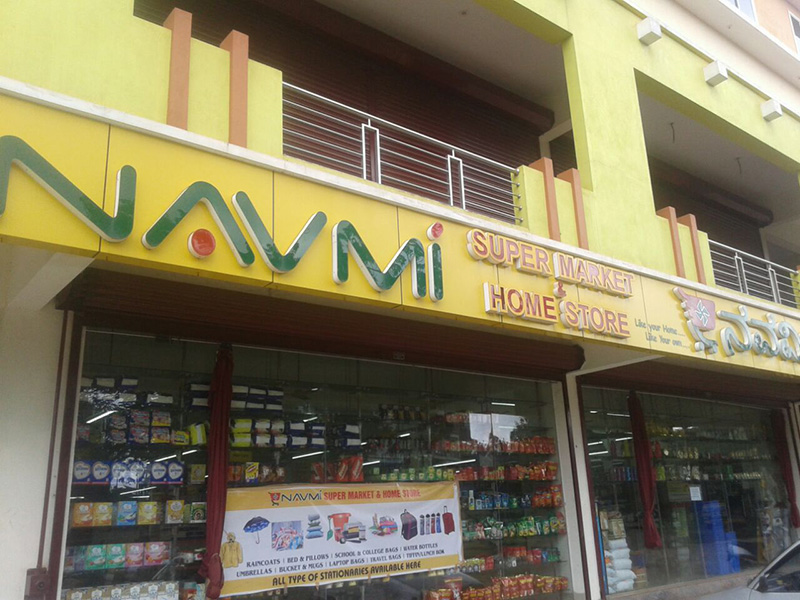 NAVMI
SUPER MARKET
&
HOME STORE
Like your Home.....
Like Your own......
NAVMI SUPER MARKET & HOME STORE
RAINCOATS | BED & PILLOWS | SCHOOL & COLLEGE BAGS | WATER BOTTLES
UMBRELLAS | BUCKET & MUGS | LAPTOP BAGS | TRAVEL BAGS | TIFFIN/LUNCH BOX
ALL TYPE OF STATIONARIES AVAILABLE HERE